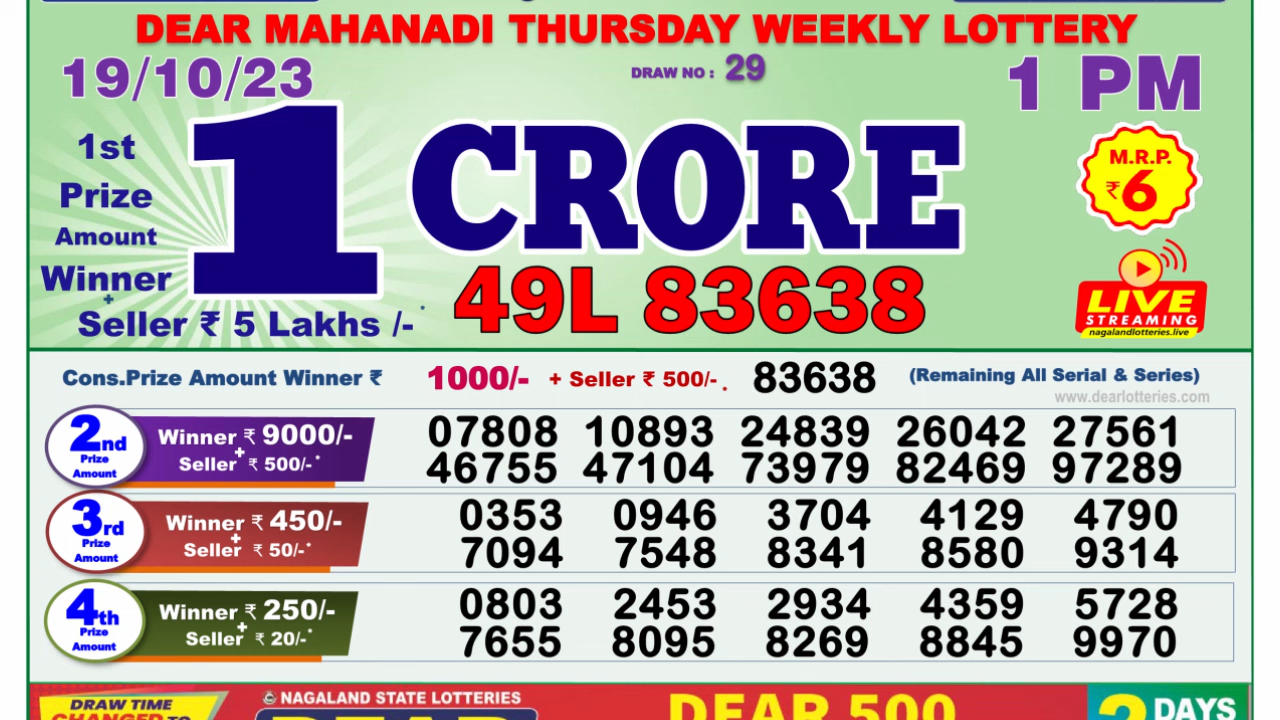 DEAR MAHANADI THURSDAY WEEKLY LOTTERY
19/10/23
DRAW NO : 29
1 PM
1st
Prize
Amount
Winner
+
Seller ₹ 5 Lakhs /- *
1 CRORE
49L 83638
M.R.P.
₹6
LIVE
STREAMING
nagalandlotteries.live
Cons.Prize Amount Winner ₹ 1000/- + Seller ₹ 500/- . 83638 (Remaining All Serial & Series)
www.dearlotteries.com
2nd
Prize
Amount
Winner ₹ 9000/-
+
Seller ₹ 500/- *
07808 10893 24839 26042 27561
46755 47104 73979 82469 97289
3rd
Prize
Amount
Winner ₹ 450/-
+
Seller ₹ 50/- *
0353 0946 3704 4129 4790
7094 7548 8341 8580 9314
4th
Prize
Amount
Winner ₹ 250/-
+
Seller ₹ 20/- *
0803 2453 2934 4359 5728
7655 8095 8269 8845 9970
DRAW TIME
CHANGED TO
NAGALAND STATE LOTTERIES
DEAR
DEAR 500
DAYS